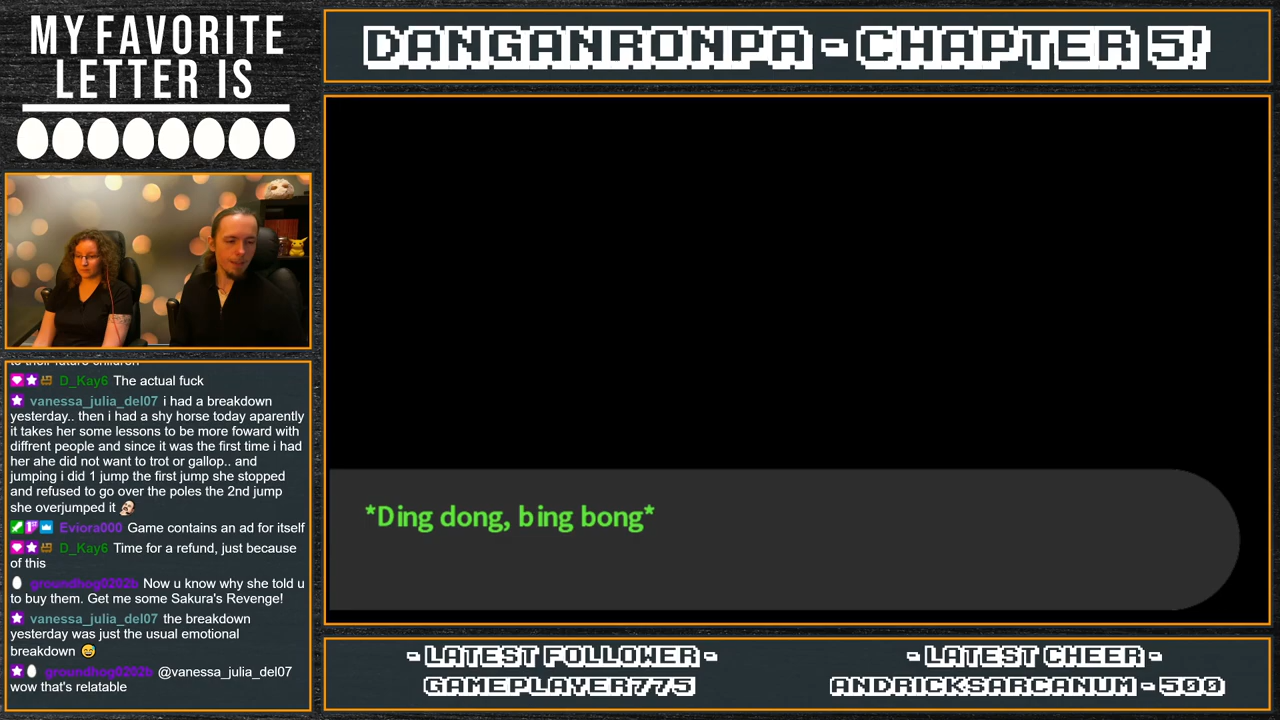 MY FAVORITE
LETTER IS
DANGANRONPA - CHAPTER 5!
D_Kay6 The actual fuck
vanessa_julia_del07 i had a breakdown
yesterday.. then i had a shy horse today aparently
it takes her some lessons to be more foward with
diffrent people and since it was the first time i had
her ahe did not want to trot or gallop.. and
jumping i did 1 jump the first jump she stopped
and refused to go over the poles the 2nd jump
she overjumped it
Eviora000 Game contains an ad for itself
D_Kay6 Time for a refund, just because
of this
groundhog0202b Now u know why she told u
to buy them. Get me some Sakura's Revenge!
vanessa_julia_del07 the breakdown
yesterday was just the usual emotional
breakdown 😅
groundhog0202b @vanessa_julia_del07
wow that's relatable
*Ding dong, bing bong*
- LATEST FOLLOWER -
GAMEPLAYER775
- LATEST CHEER -
ANDRICKSARCANUM - 500